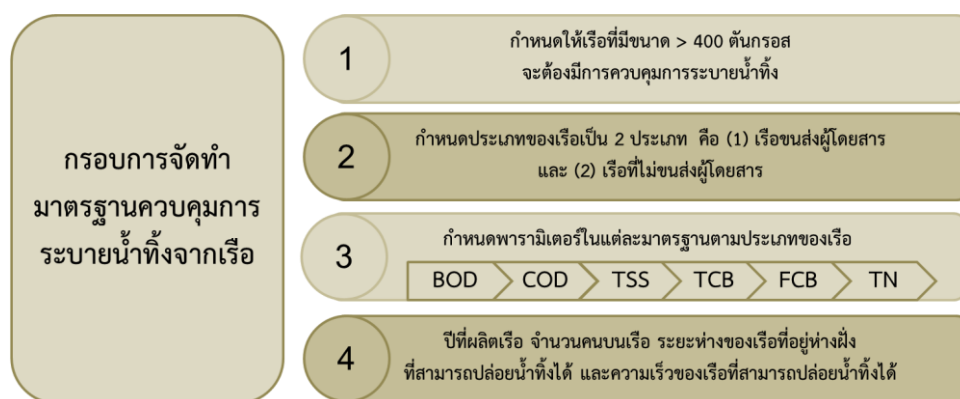 กรอบการจัดทำ
มาตรฐานควบคุมการ
ระบายน้ำทิ้งจากเรือ
1
กำหนดให้เรือที่มีขนาด > 400 ตันกรอส
จะต้องมีการควบคุมการระบายน้ำทิ้ง
2
กำหนดประเภทของเรือเป็น 2 ประเภท คือ (1) เรือขนส่งผู้โดยสาร
และ (2) เรือที่ไม่ขนส่งผู้โดยสาร
3
กำหนดพารามิเตอร์ในแต่ละมาตรฐานตามประเภทของเรือ
BOD COD TSS TCB FCB TN
4
ปีที่ผลิตเรือ จำนวนคนบนเรือ ระยะห่างของเรือที่อยู่ห่างฝั่ง
ที่สามารถปล่อยน้ำทิ้งได้ และความเร็วของเรือที่สามารถปล่อยน้ำทิ้งได้